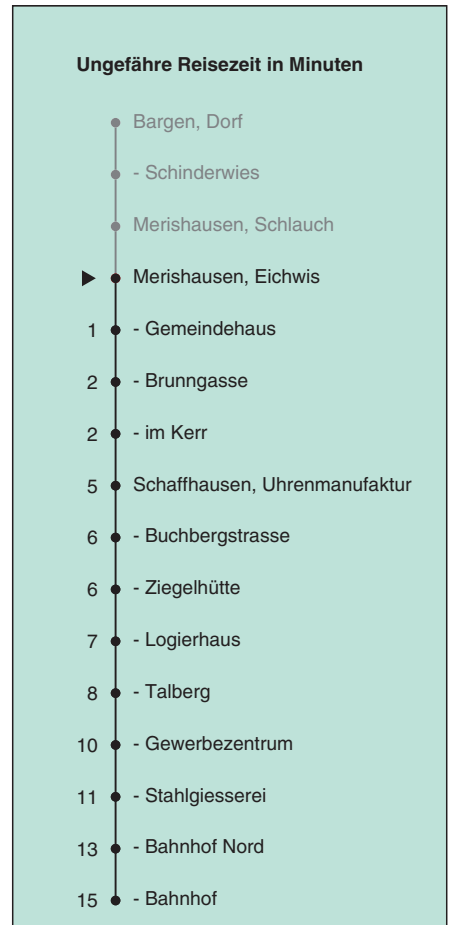 Ungefähre Reisezeit in Minuten
Bargen, Dorf
- Schinderwies
Merishausen, Schlauch
Merishausen, Eichwis
1 - Gemeindehaus
2 - Brunngasse
2 - im Kerr
5 Schaffhausen, Uhrenmanufaktur
6 - Buchbergstrasse
6 - Ziegelhütte
7 - Logierhaus
8 - Talberg
10 - Gewerbezentrum
11 - Stahlgiesserei
13 - Bahnhof Nord
15 - Bahnhof